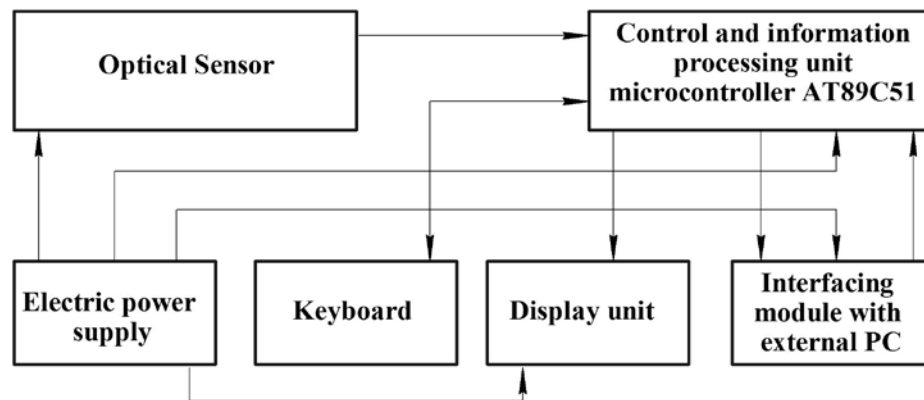 Optical Sensor
Control and information
processing unit
microcontroller AT89C51
Electric power
supply
Keyboard
Display unit
Interfacing
module with
external PC